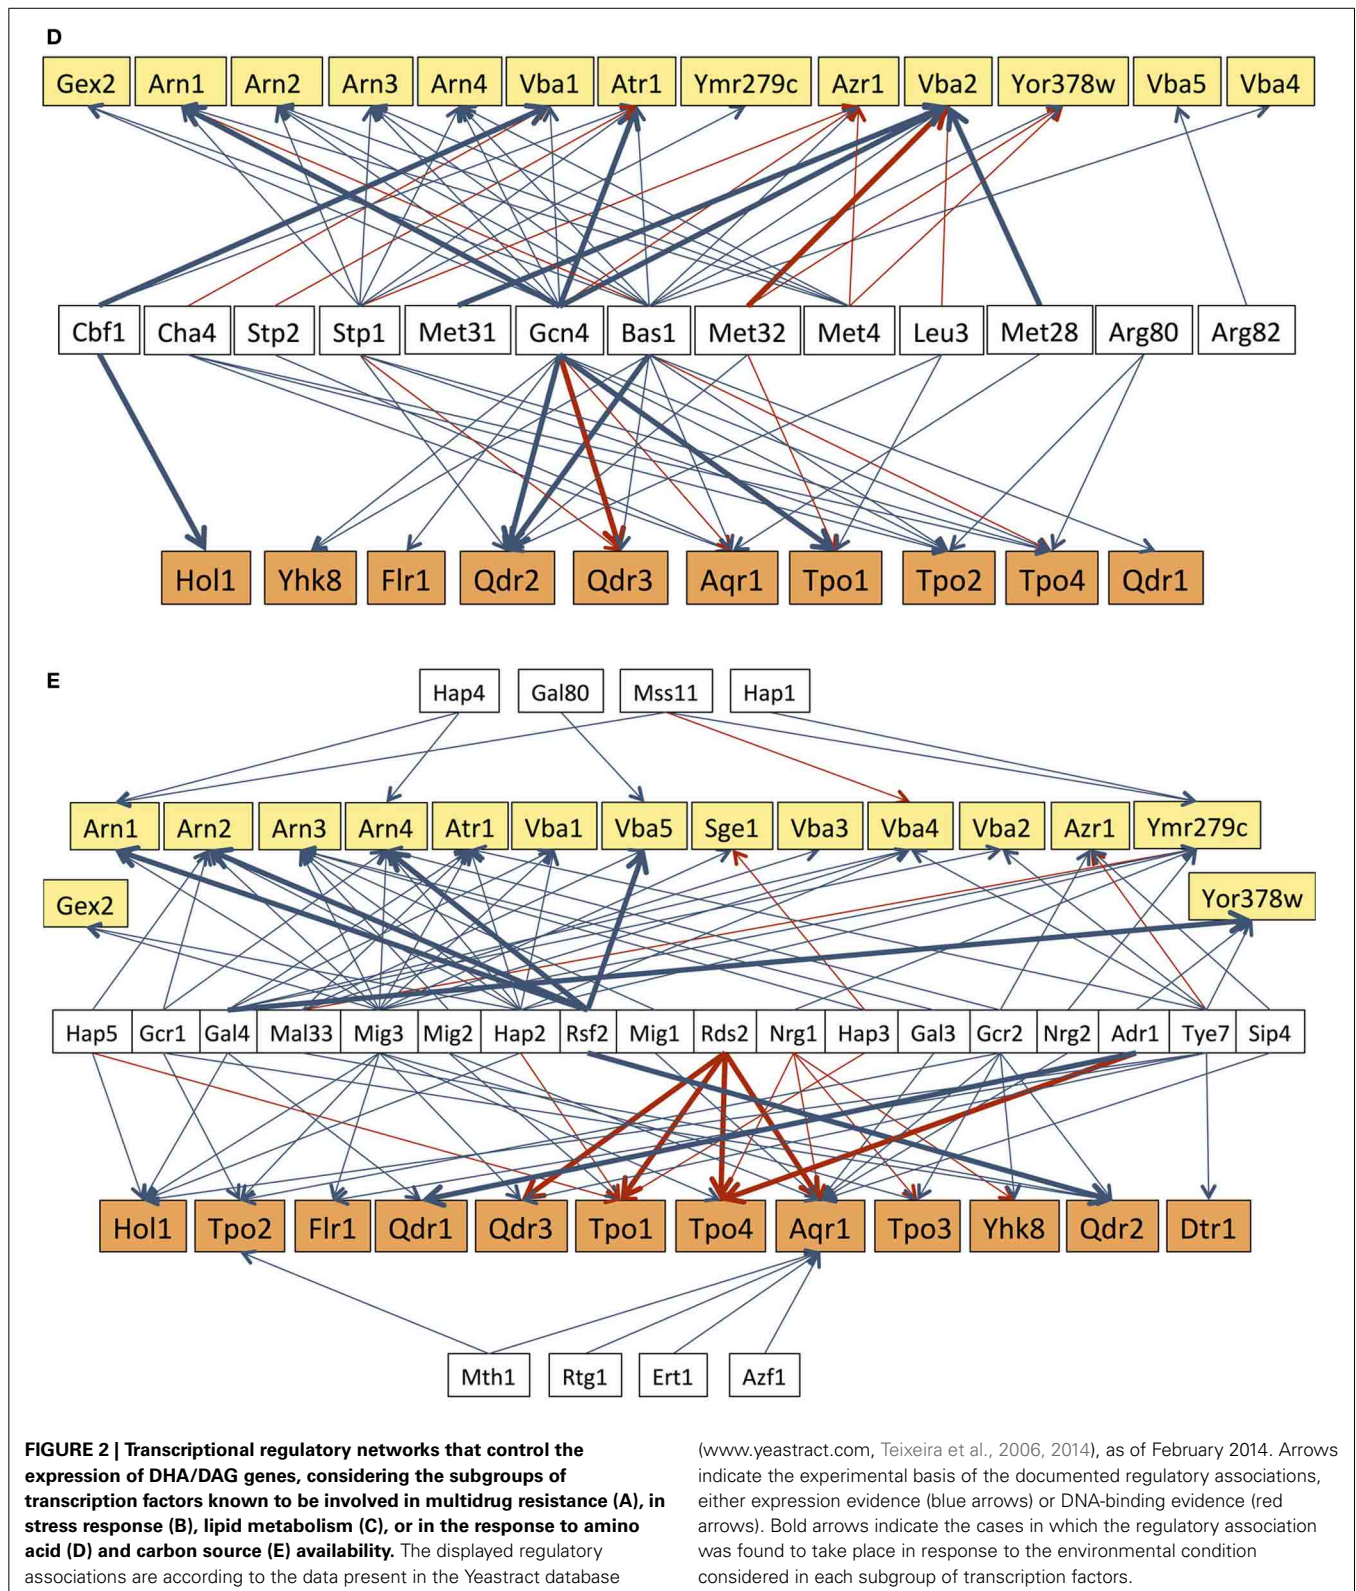 D
Gex2 Arn1 Arn2 Arn3 Arn4 Vba1 Atr1 Ymr279c Azr1 Vba2 Yor378w Vba5 Vba4
Cbf1 Cha4 Stp2 Stp1 Met31 Gcn4 Bas1 Met32 Met4 Leu3 Met28 Arg80 Arg82
Hol1 Yhk8 Flr1 Qdr2 Qdr3 Aqr1 Tpo1 Tpo2 Tpo4 Qdr1
E
Hap4 Gal80 Mss11 Hap1
Arn1 Arn2 Arn3 Arn4 Atr1 Vba1 Vba5 Sge1 Vba3 Vba4 Vba2 Azr1 Ymr279c
Gex2 Yor378w
Hap5 Gcr1 Gal4 Mal33 Mig3 Mig2 Hap2 Rsf2 Mig1 Rds2 Nrg1 Hap3 Gal3 Gcr2 Nrg2 Adr1 Tye7 Sip4
Hol1 Tpo2 Flr1 Qdr1 Qdr3 Tpo1 Tpo4 Aqr1 Tpo3 Yhk8 Qdr2 Dtr1
Mth1 Rtg1 Ert1 Azf1
FIGURE 2 | Transcriptional regulatory networks that control the
expression of DHA/DAG genes, considering the subgroups of
transcription factors known to be involved in multidrug resistance (A), in
stress response (B), lipid metabolism (C), or in the response to amino
acid (D) and carbon source (E) availability. The displayed regulatory
associations are according to the data present in the Yeastract database
(www.yeastract.com, Teixeira et al., 2006, 2014), as of February 2014. Arrows
indicate the experimental basis of the documented regulatory associations,
either expression evidence (blue arrows) or DNA-binding evidence (red
arrows). Bold arrows indicate the cases in which the regulatory association
was found to take place in response to the environmental condition
considered in each subgroup of transcription factors.